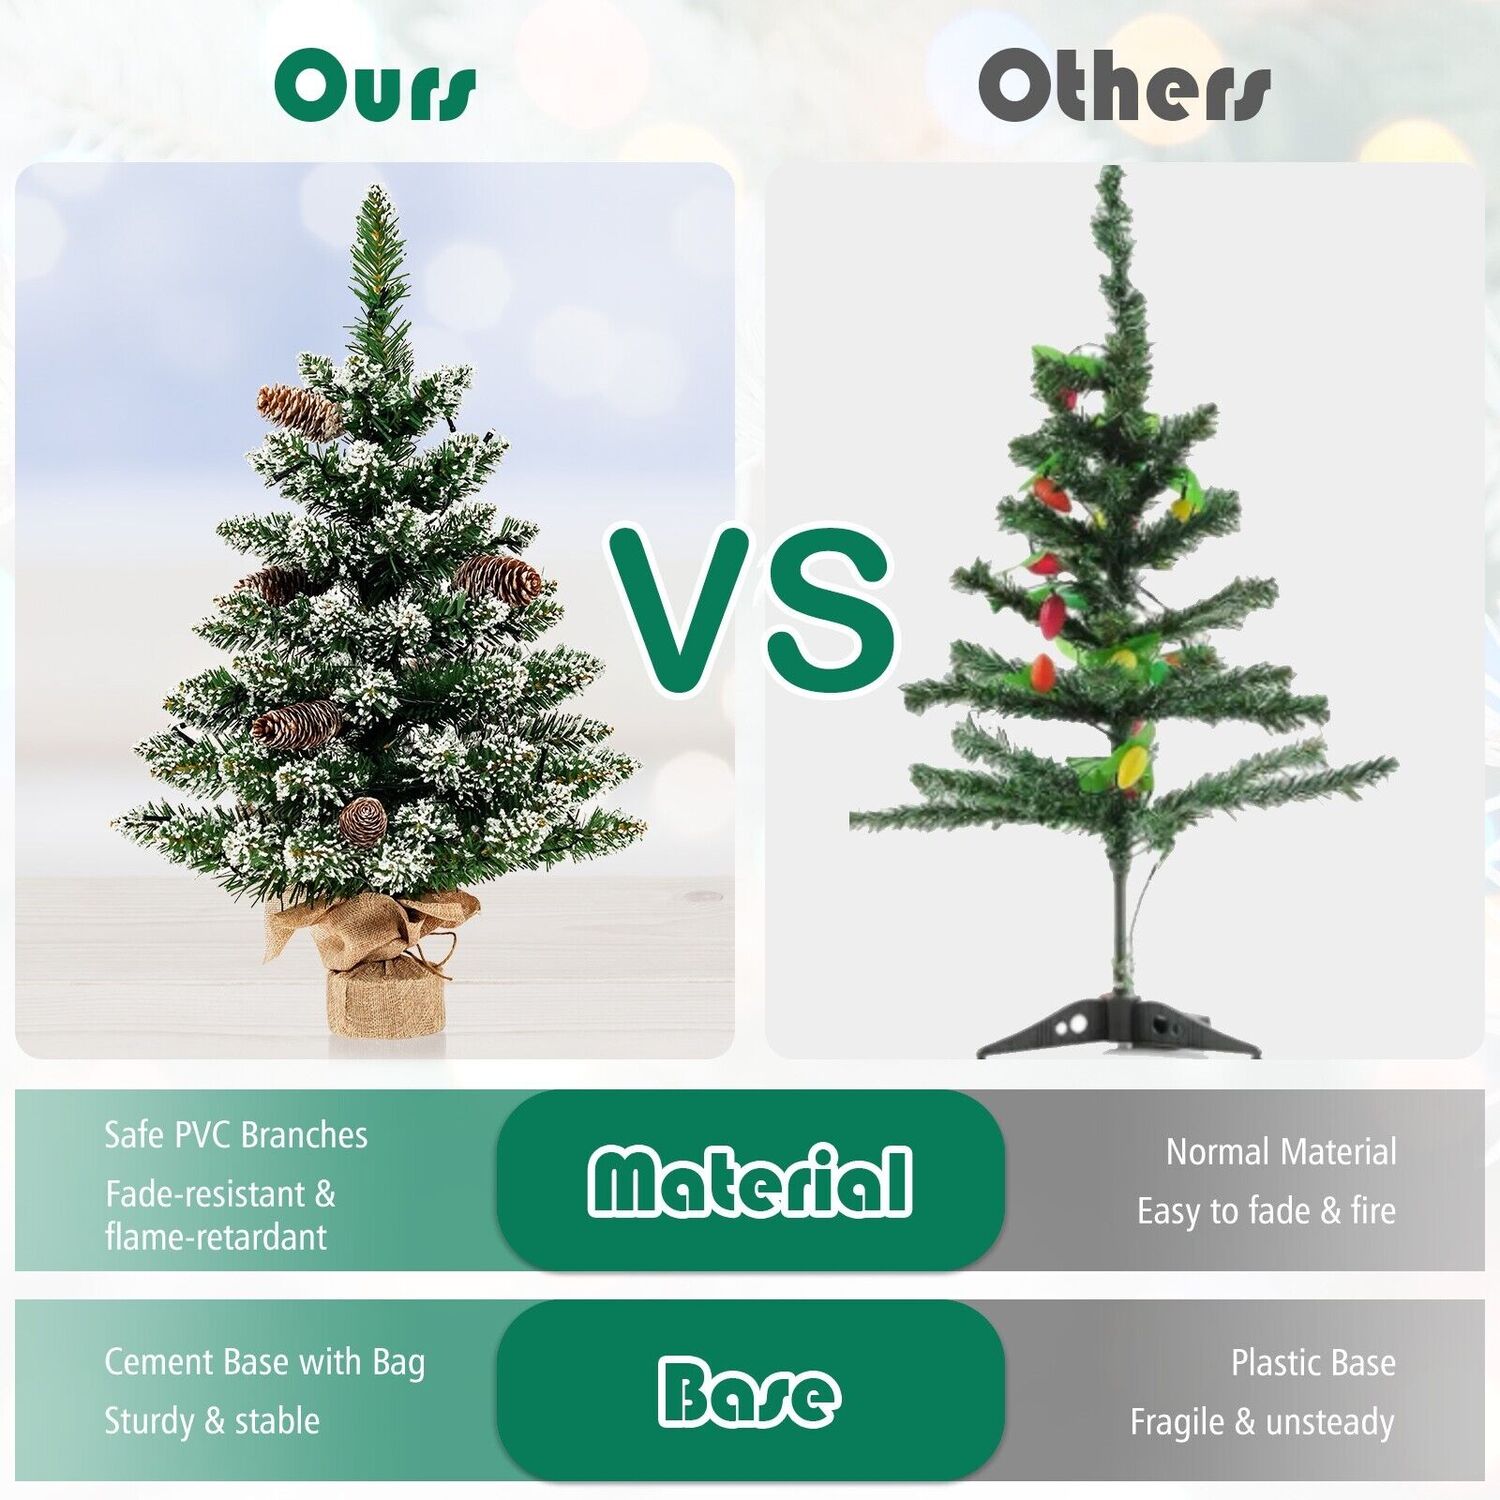 Ours
Others
VS
Safe PVC Branches
Fade-resistant &
flame-retardant
Material
Normal Material
Easy to fade & fire
Cement Base with Bag
Sturdy & stable
Base
Plastic Base
Fragile & unsteady